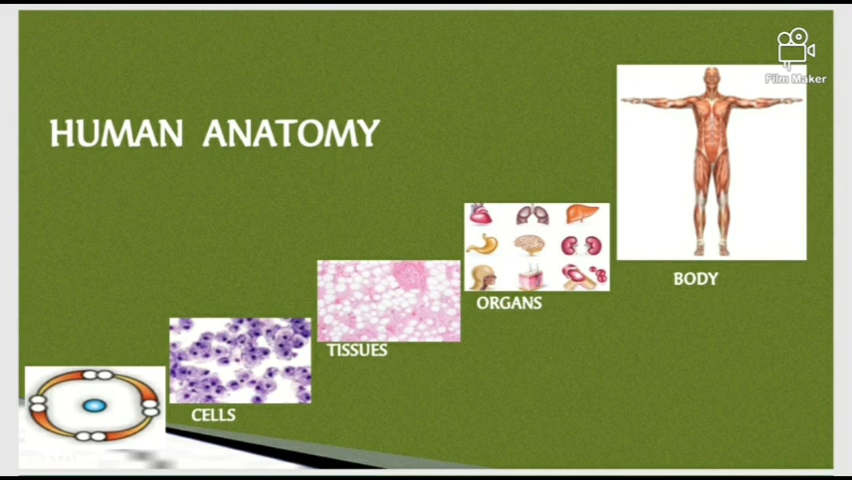 Film Maker
HUMAN ANATOMY
BODY
ORGANS
TISSUES
CELLS